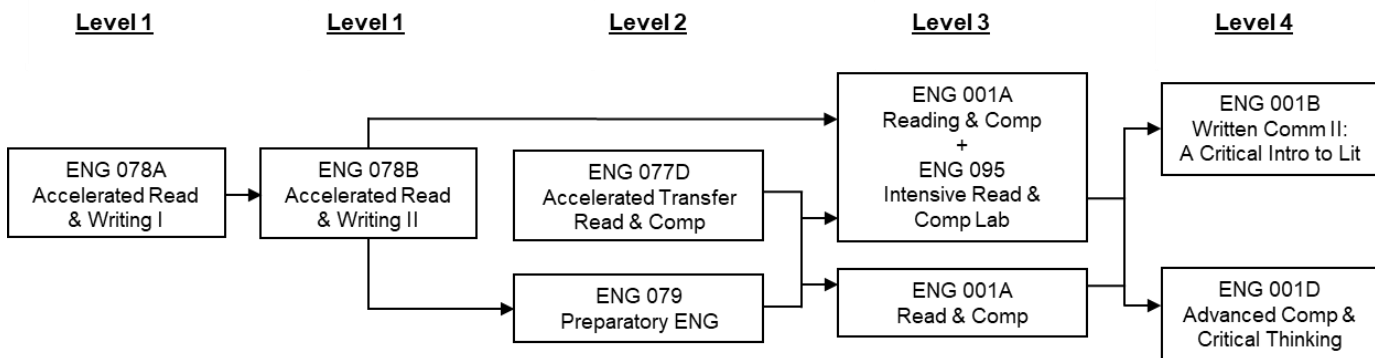 Level 1
Level 1
Level 2
Level 3
Level 4
ENG 078A
Accelerated Read
& Writing I
ENG 078B
Accelerated Read
& Writing II
ENG 077D
Accelerated Transfer
Read & Comp
ENG 079
Preparatory ENG
ENG 001A
Reading & Comp
+
ENG 095
Intensive Read &
Comp Lab
ENG 001A
Read & Comp
ENG 001B
Written Comm II:
A Critical Intro to Lit
ENG 001D
Advanced Comp &
Critical Thinking